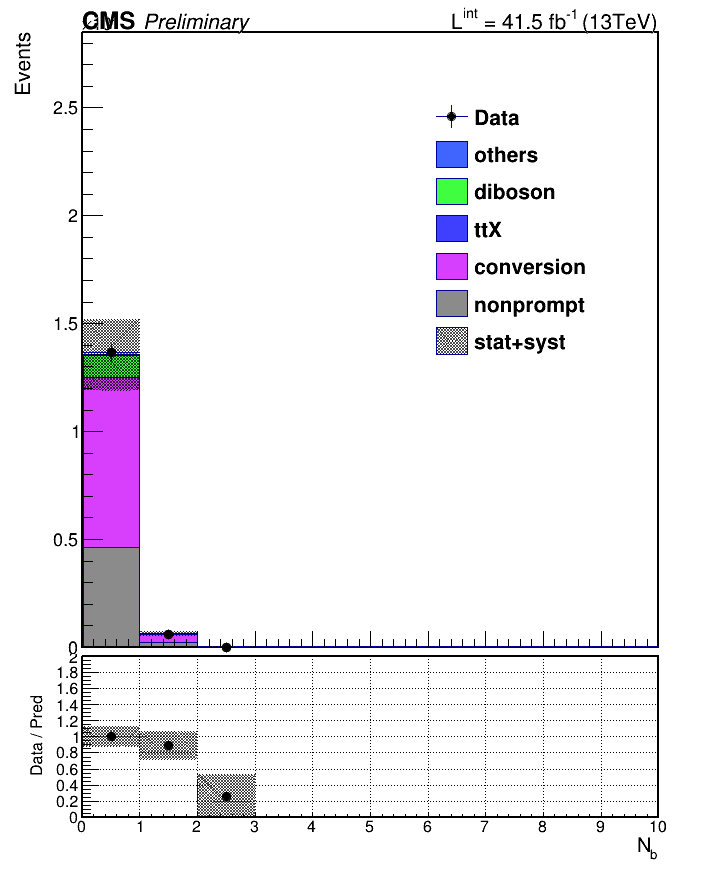 CMS Preliminary L^int = 41.5 fb^-1 (13TeV)
Events
2.5
2
1.5
1
0.5
0
Data
others
diboson
ttX
conversion
nonprompt
stat+syst
Data / Pred
2
1.8
1.6
1.4
1.2
1
0.8
0.6
0.4
0.2
0
0 1 2 3 4 5 6 7 8 9 10
N_b